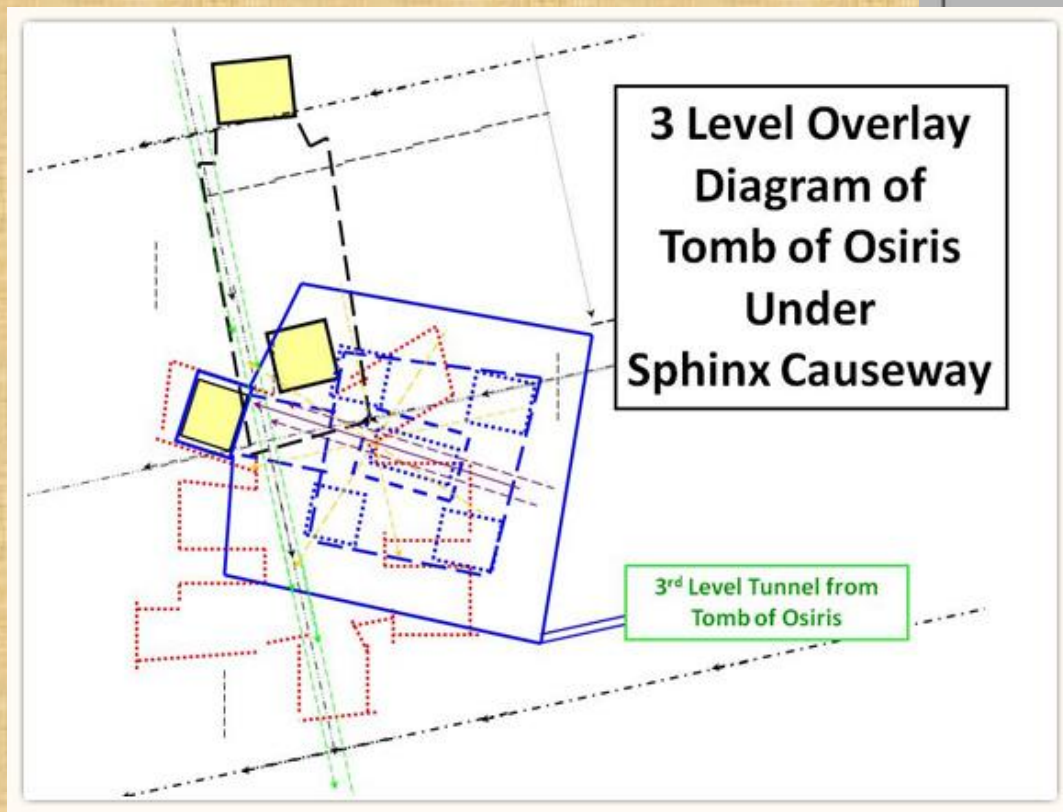 3 Level Overlay
Diagram of
Tomb of Osiris
Under
Sphinx Causeway
3rd Level Tunnel from
Tomb of Osiris